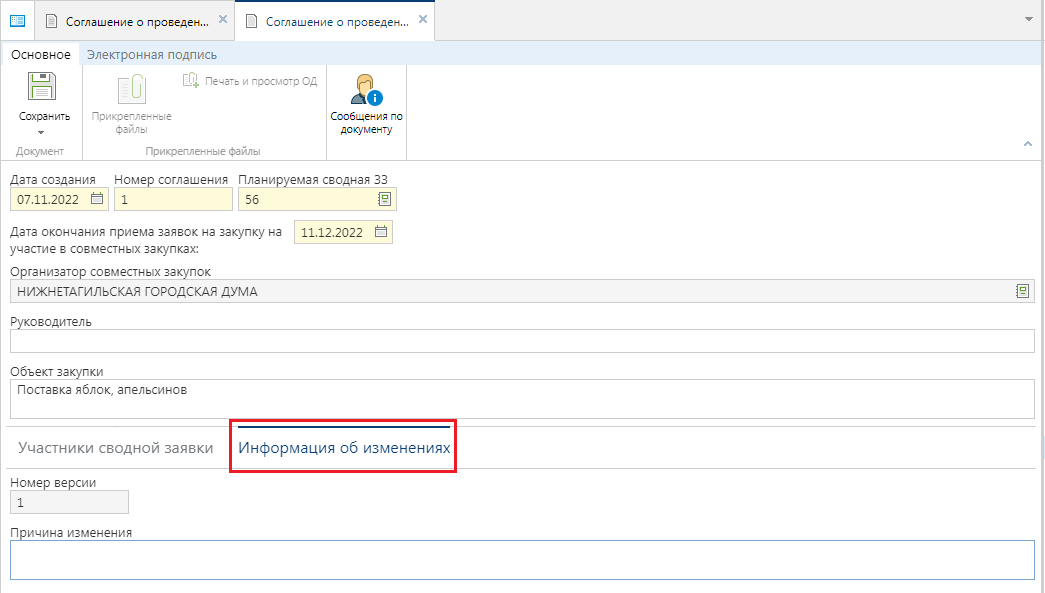 Соглашение о проведен...
Соглашение о проведен...
Основное
Электронная подпись
Сохранить
Документ
Прикрепленные
файлы
Печать и просмотр ОД
Прикрепленные файлы
Сообщения по
документу
Дата создания
Номер соглашения
Планируемая сводная ЗЗ
07.11.2022
1
56
Дата окончания приема заявок на закупку на
участие в совместных закупках:
11.12.2022
Организатор совместных закупок
НИЖНЕТАГИЛЬСКАЯ ГОРОДСКАЯ ДУМА
Руководитель
Объект закупки
Поставка яблок, апельсинов
Участники сводной заявки
Информация об изменениях
Номер версии
1
Причина изменения